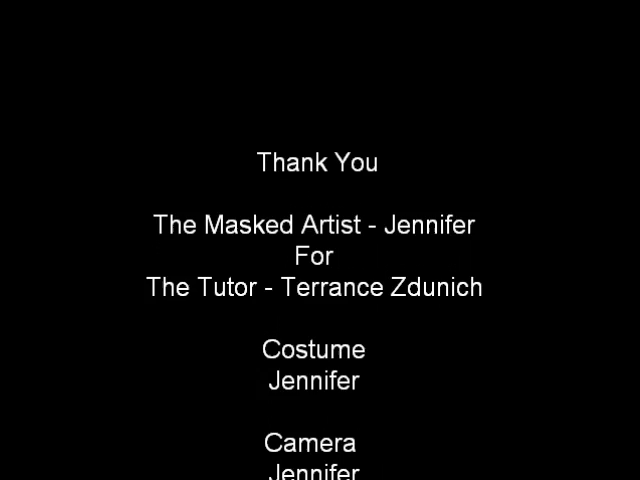 Thank You
The Masked Artist - Jennifer
For
The Tutor - Terrance Zdunich
Costume
Jennifer
Camera
Jennifer